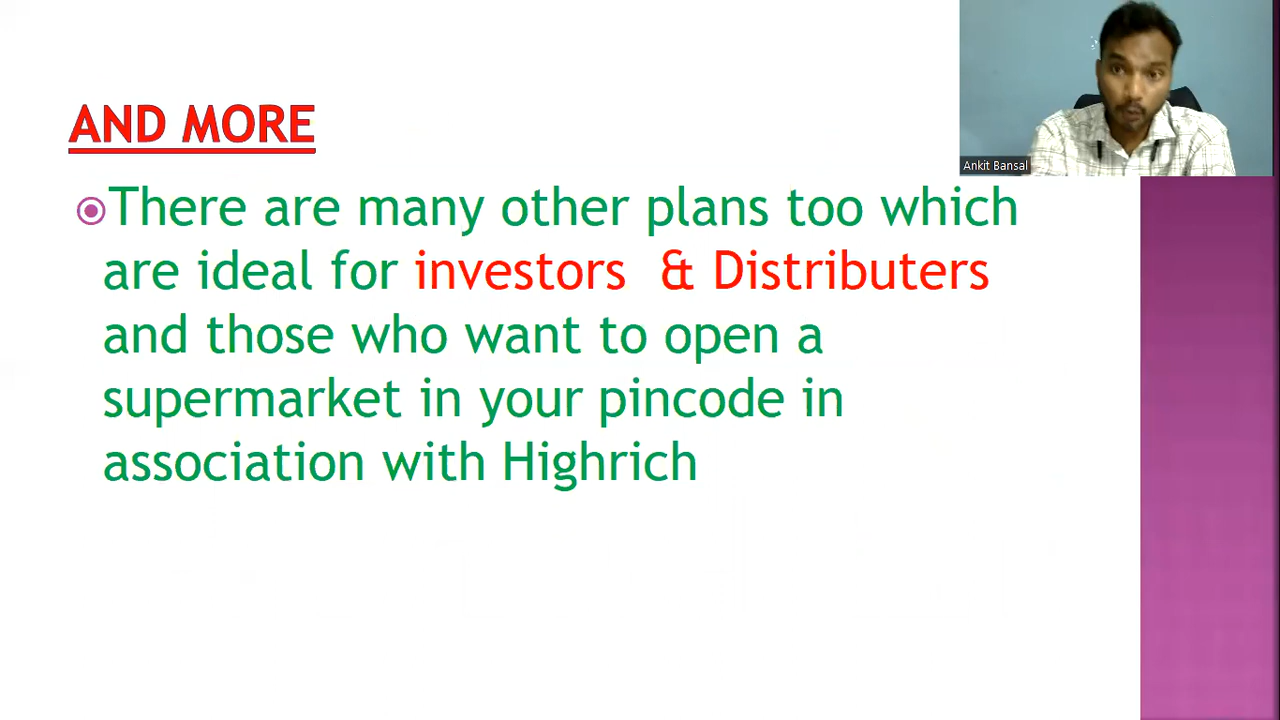 AND MORE
There are many other plans too which
are ideal for investors & Distributers
and those who want to open a
supermarket in your pincode in
association with Highrich
Ankit Bansal